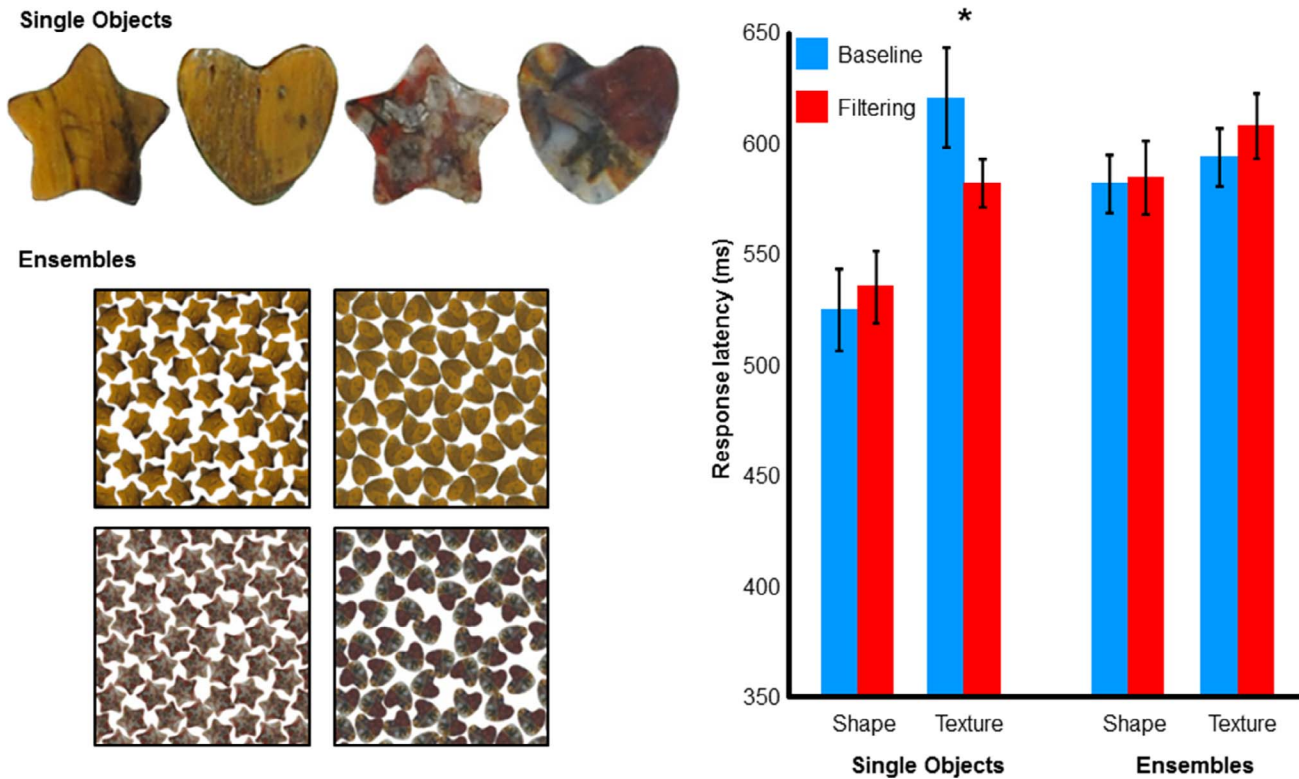 Single Objects
Ensembles
*
Baseline
Filtering
Response latency (ms)
650
600
550
500
450
400
350
Shape Texture Shape Texture
Single Objects Ensembles